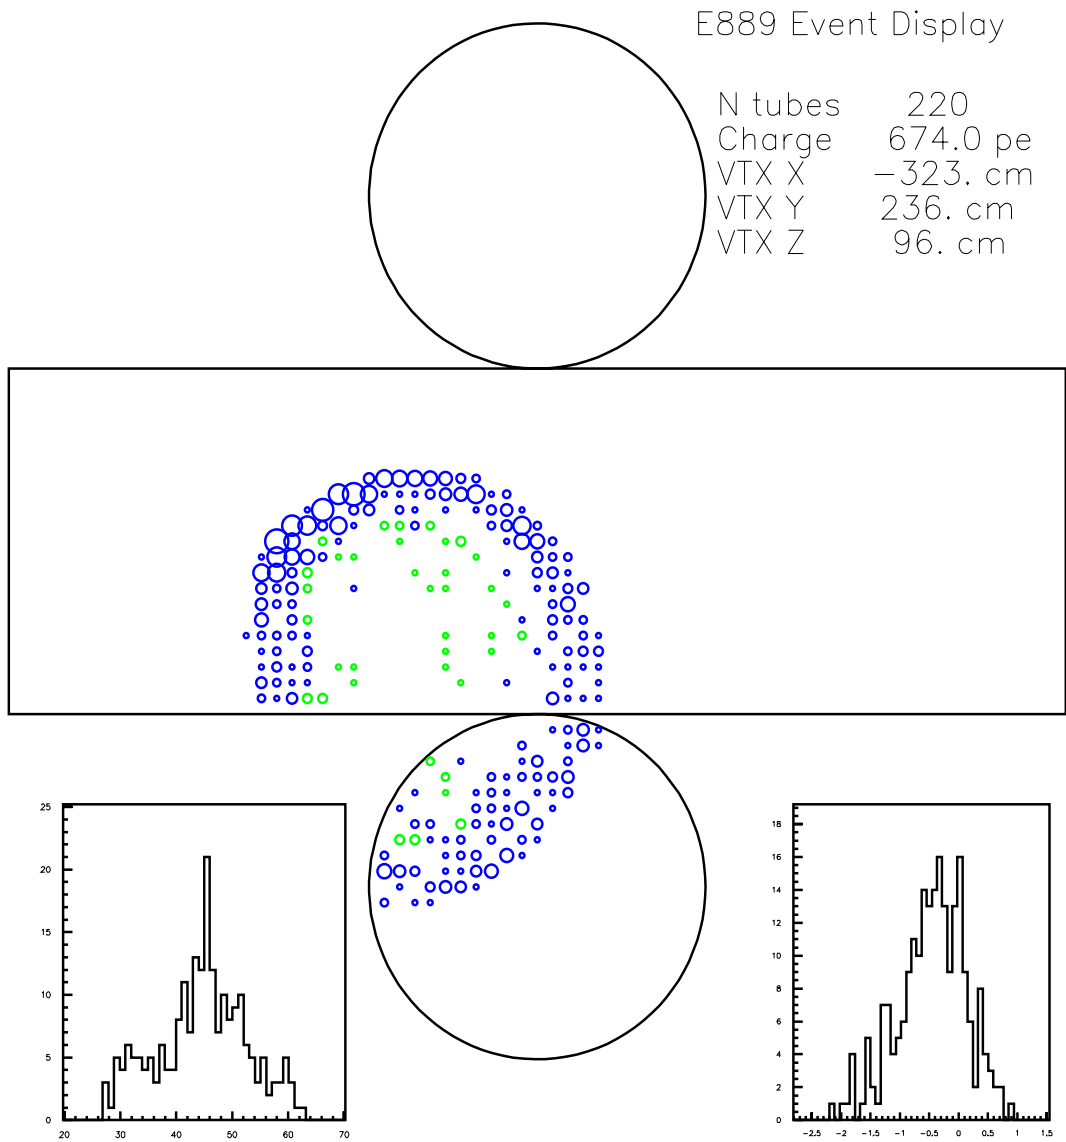 E889 Event Display
N tubes 220
Charge 674.0 pe
VTX X −323. cm
VTX Y 236. cm
VTX Z 96. cm
25
20
15
10
5
0
20 30 40 50 60 70
18
16
14
12
10
8
6
4
2
0
−2.5 −2 −1.5 −1 −0.5 0 0.5 1 1.5